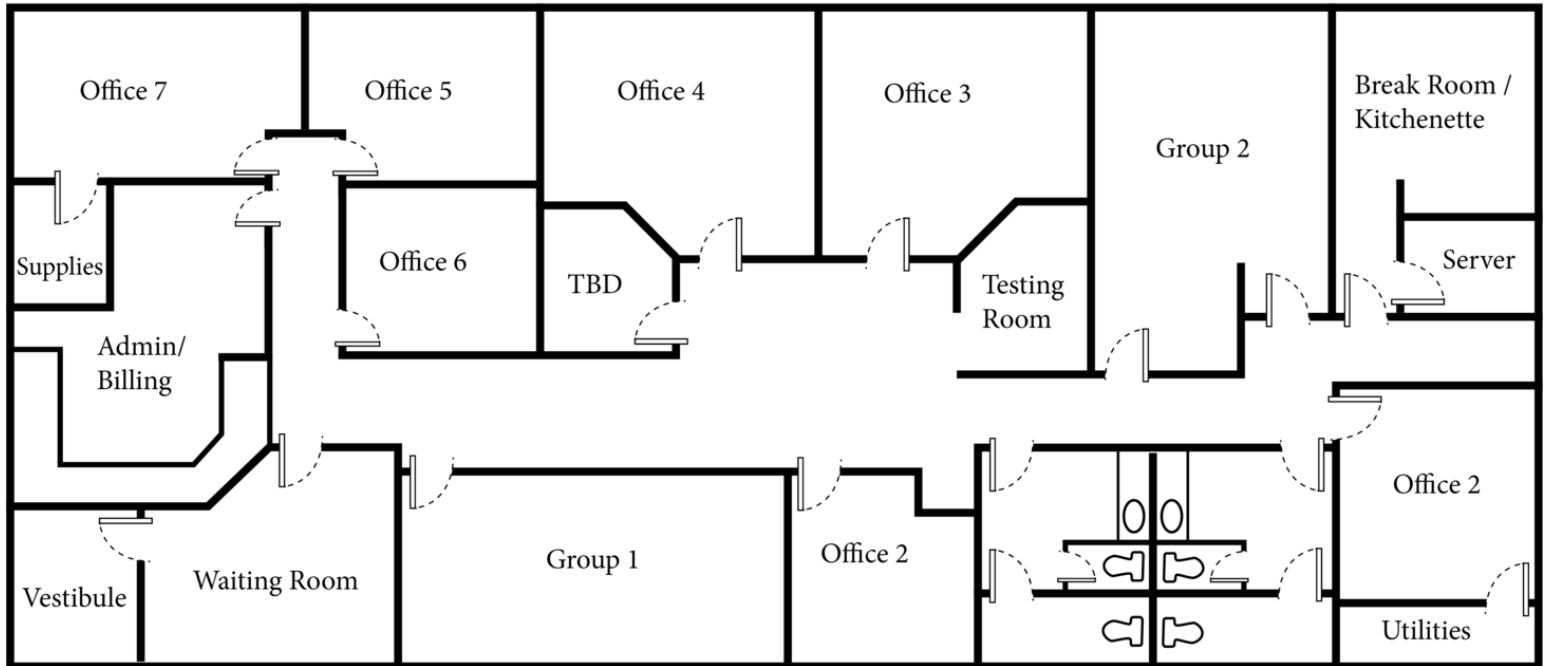 Office 7
Office 5
Office 4
Office 3
Group 2
Break Room /
Kitchenette
Supplies
Office 6
TBD
Testing
Room
Server
Admin/
Billing
Office 2
Group 1
Office 2
Vestibule
Waiting Room
Utilities